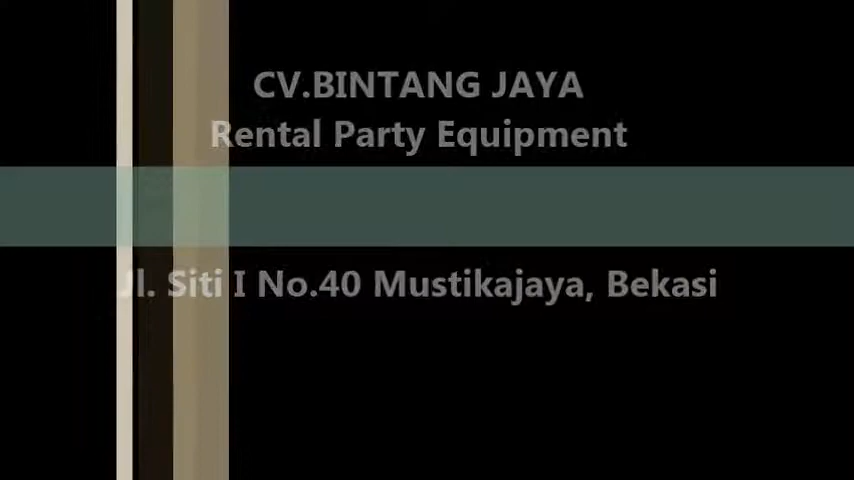 CV.BINTANG JAYA
Rental Party Equipment
Jl. Siti I No.40 Mustikajaya, Bekasi